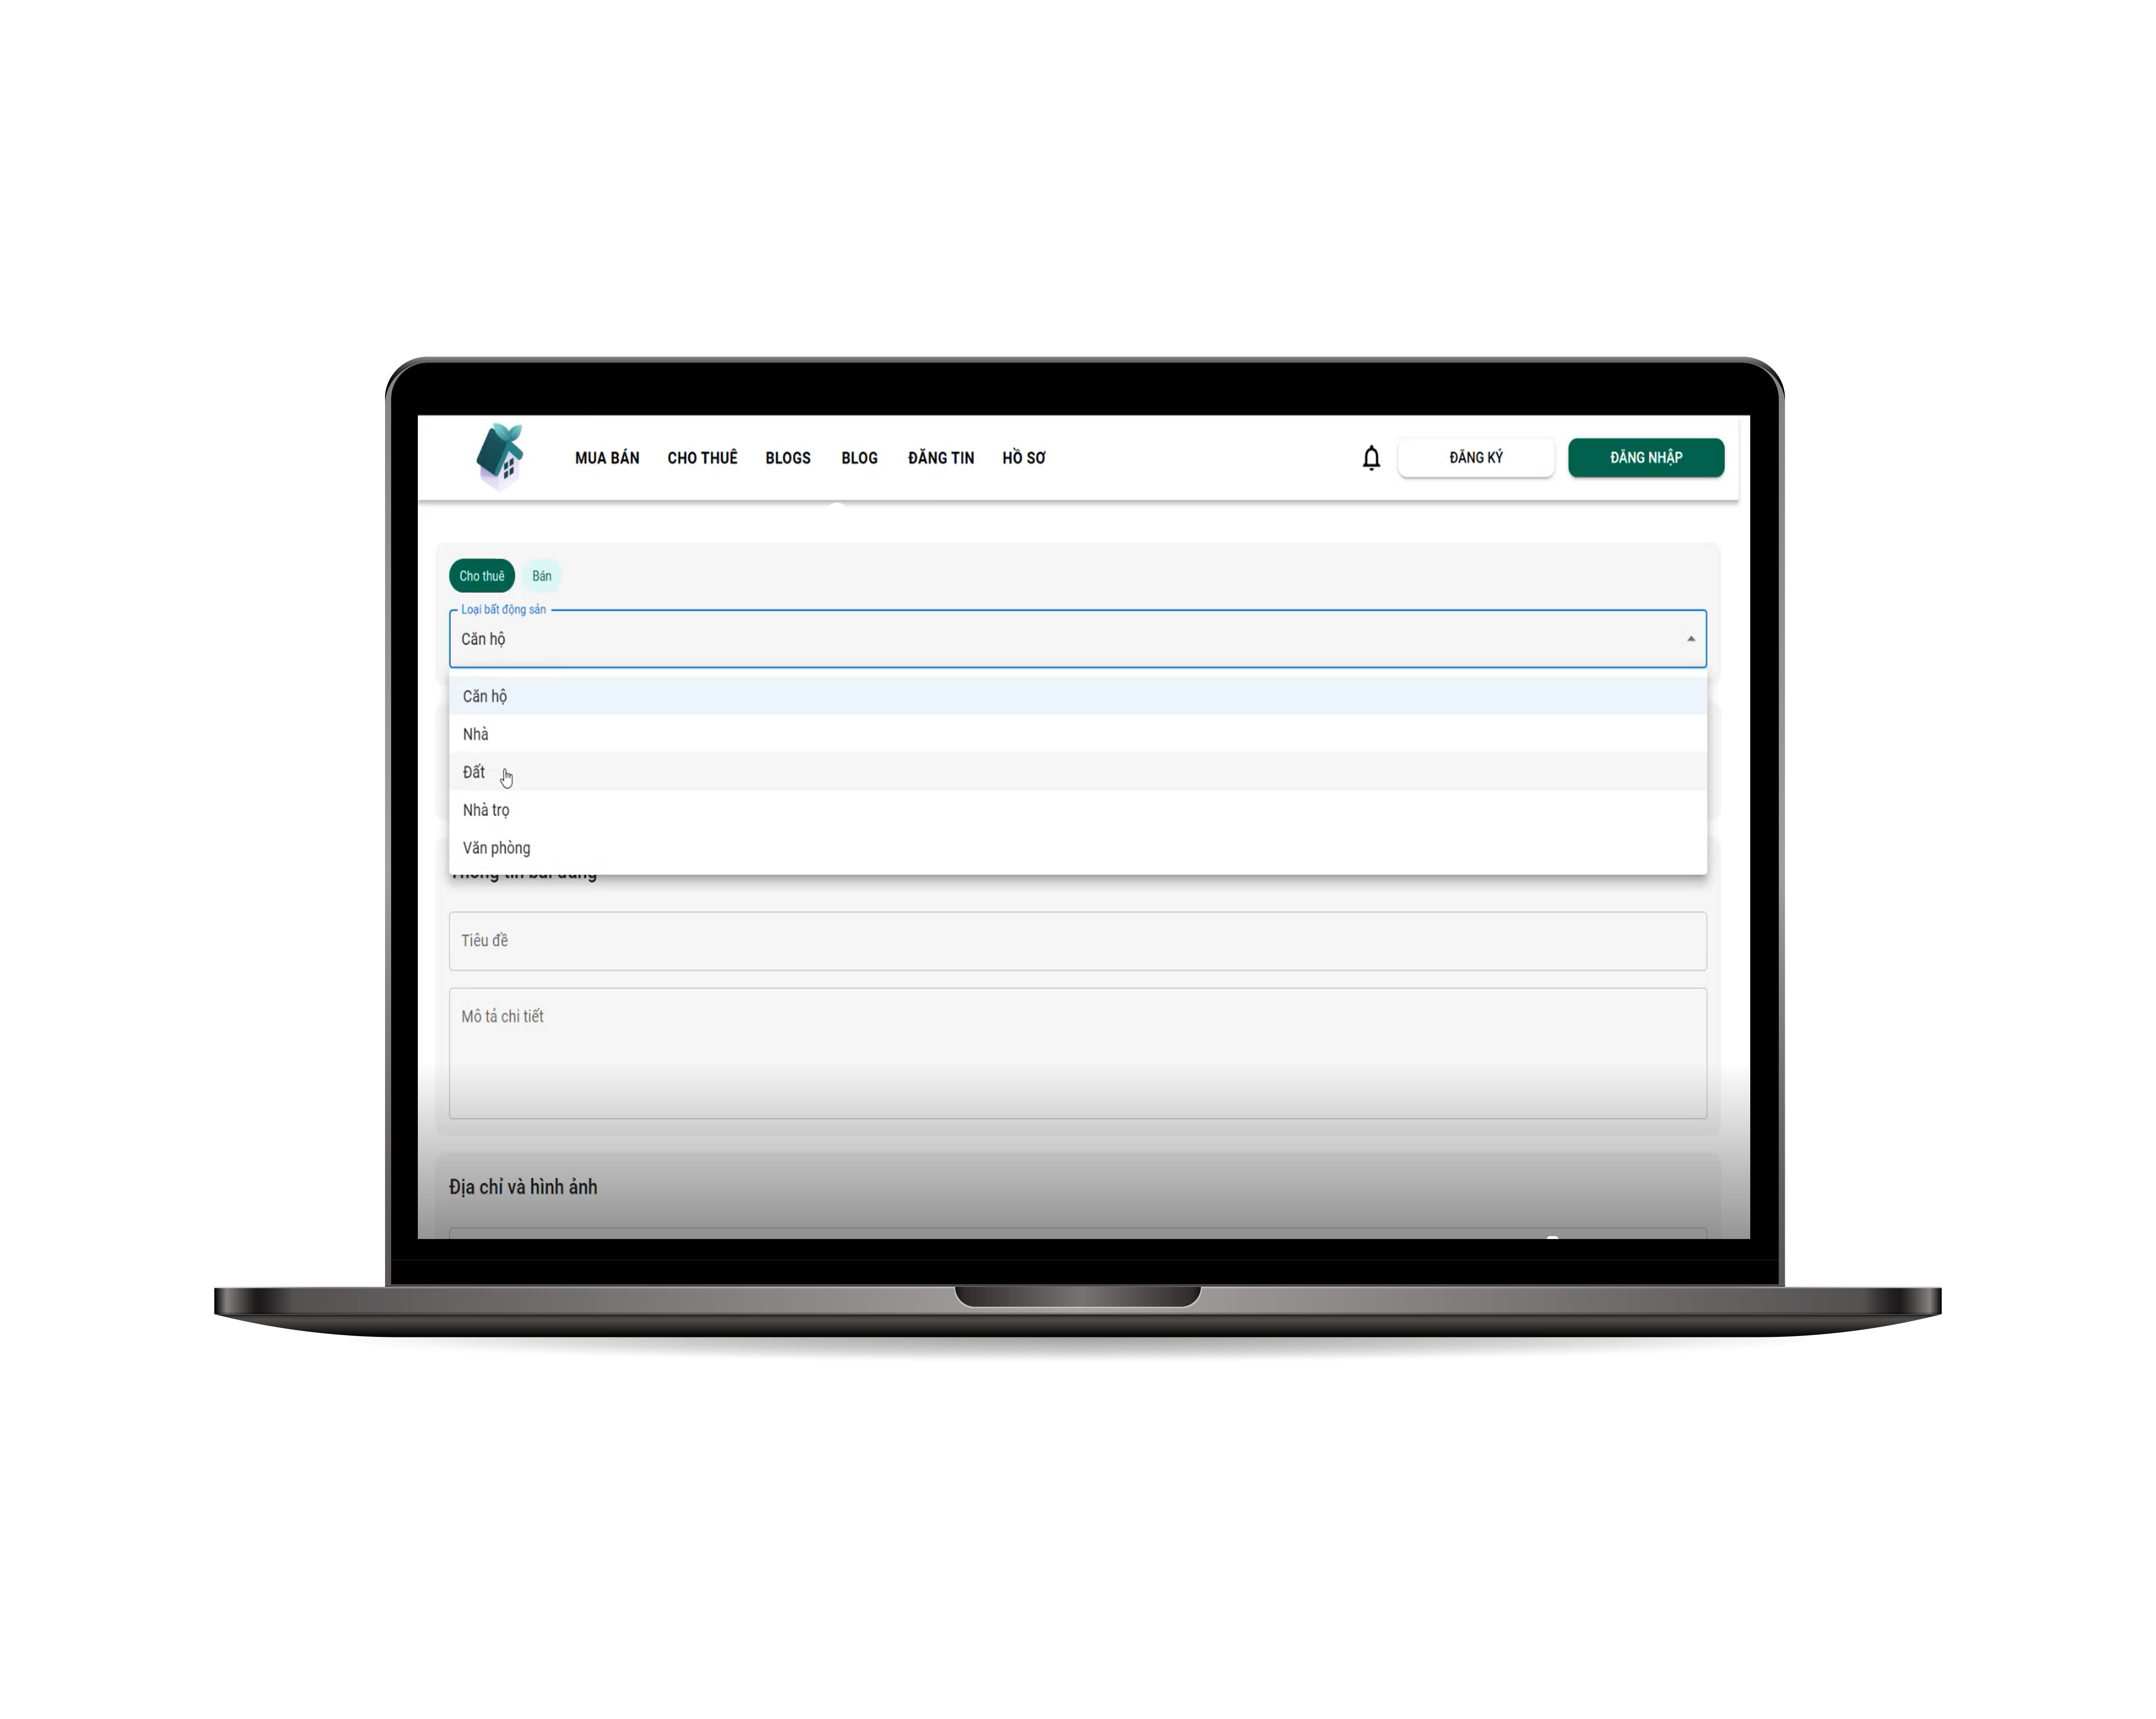 MUA BÁN CHO THUÊ BLOGS BLOG ĐĂNG TIN HỒ SƠ ĐĂNG KÝ ĐĂNG NHẬP
Cho thuê Bán
Loại bất động sản
Căn hộ
Căn hộ
Nhà
Đất
Nhà trọ
Văn phòng
Tiêu đề
Mô tả chi tiết
Địa chỉ và hình ảnh